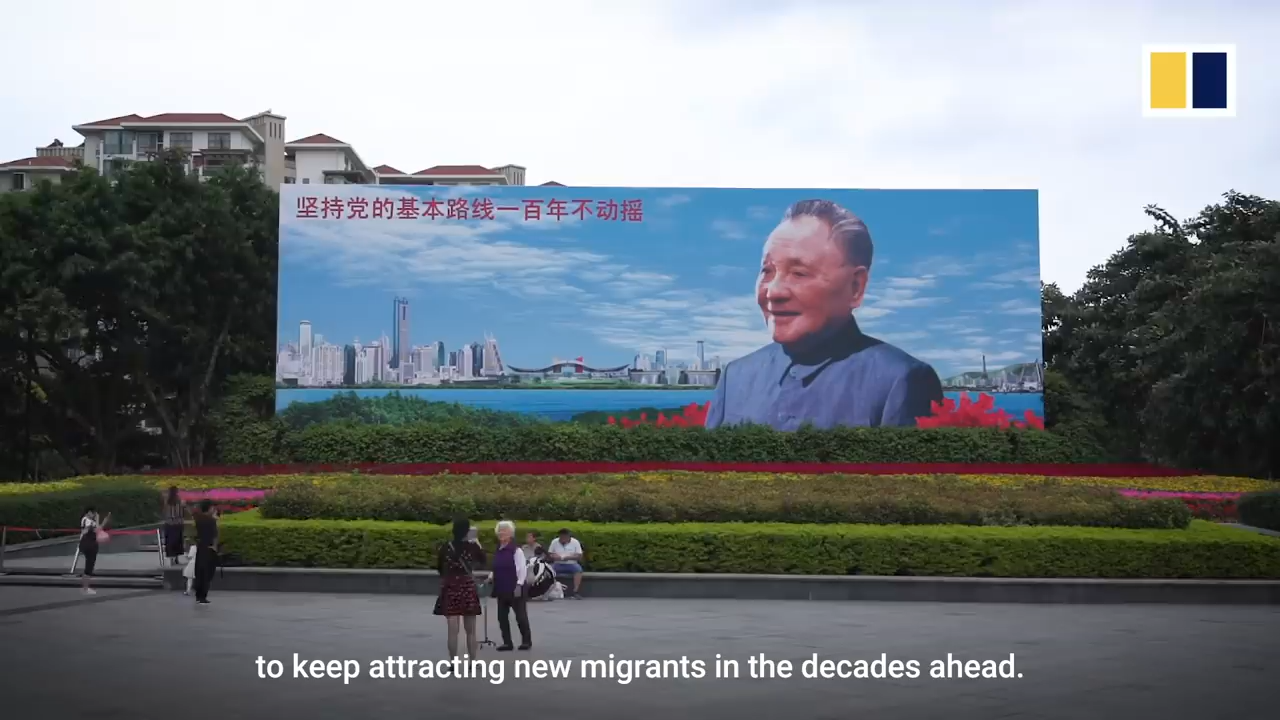 坚持党的基本路线一百年不动摇
to keep attracting new migrants in the decades ahead.